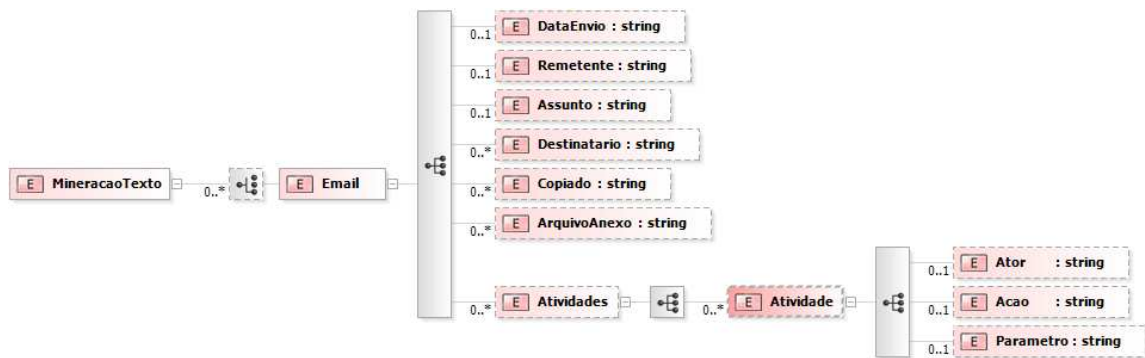 0..1 E DataEnvio : string
0..1 E Remetente : string
0..1 E Assunto : string
0..* E Destinatario : string
E MineracaoTexto 0..* E Email 0..* E Copiado : string
0..* E ArquivoAnexo : string
0..1 E Ator : string
0..* E Atividades 0..* E Atividade 0..1 E Acao : string
0..1 E Parametro : string